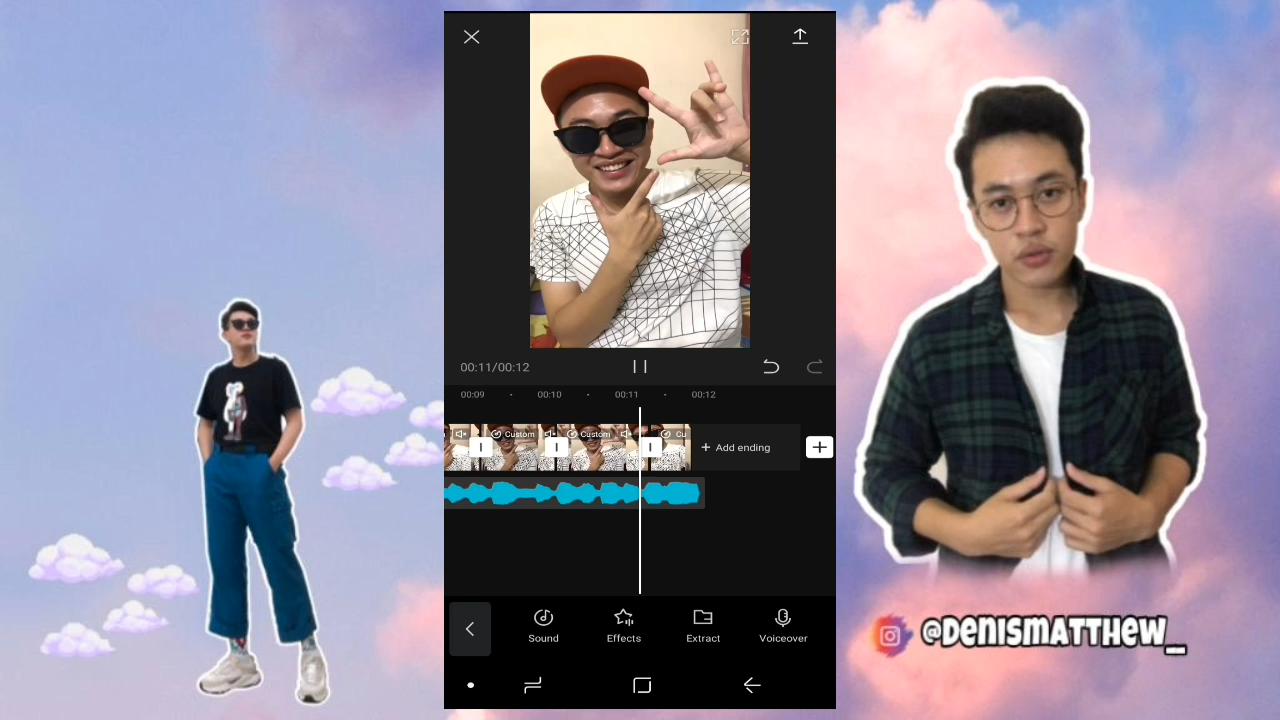 00:11/00:12
00:09 00:10 00:11 00:12
Custom Custom Cu
+ Add ending
Sound Effects Extract Voiceover
@DENISMATTHEW_